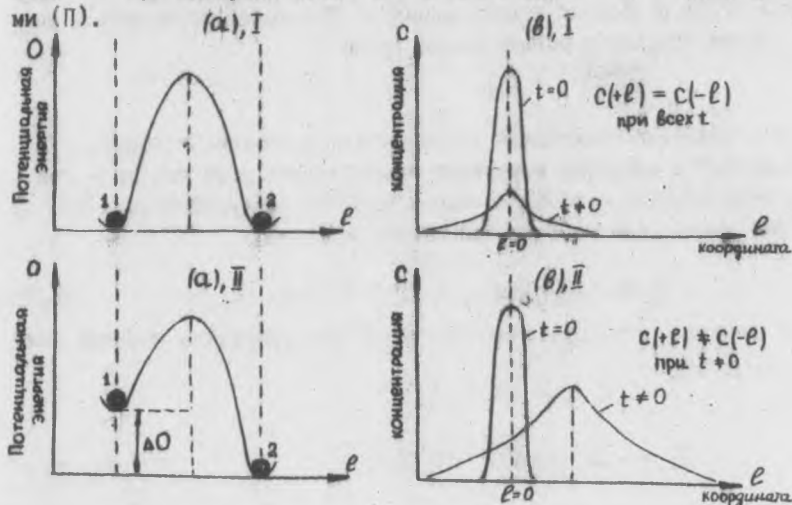 ми (П).
(а), I
О
Потенциальная
энергия
1
2
ℓ
(в), I
C
концентрация
t=0
C(+ℓ) = C(-ℓ)
при всех t
t≠0
ℓ=0
ℓ
координата
(а), II
О
Потенциальная
энергия
1
ΔО
2
ℓ
(в), II
C
концентрация
t=0
C(+ℓ) ≠ C(-ℓ)
при t ≠ 0
t ≠ 0
ℓ=0
ℓ
координата